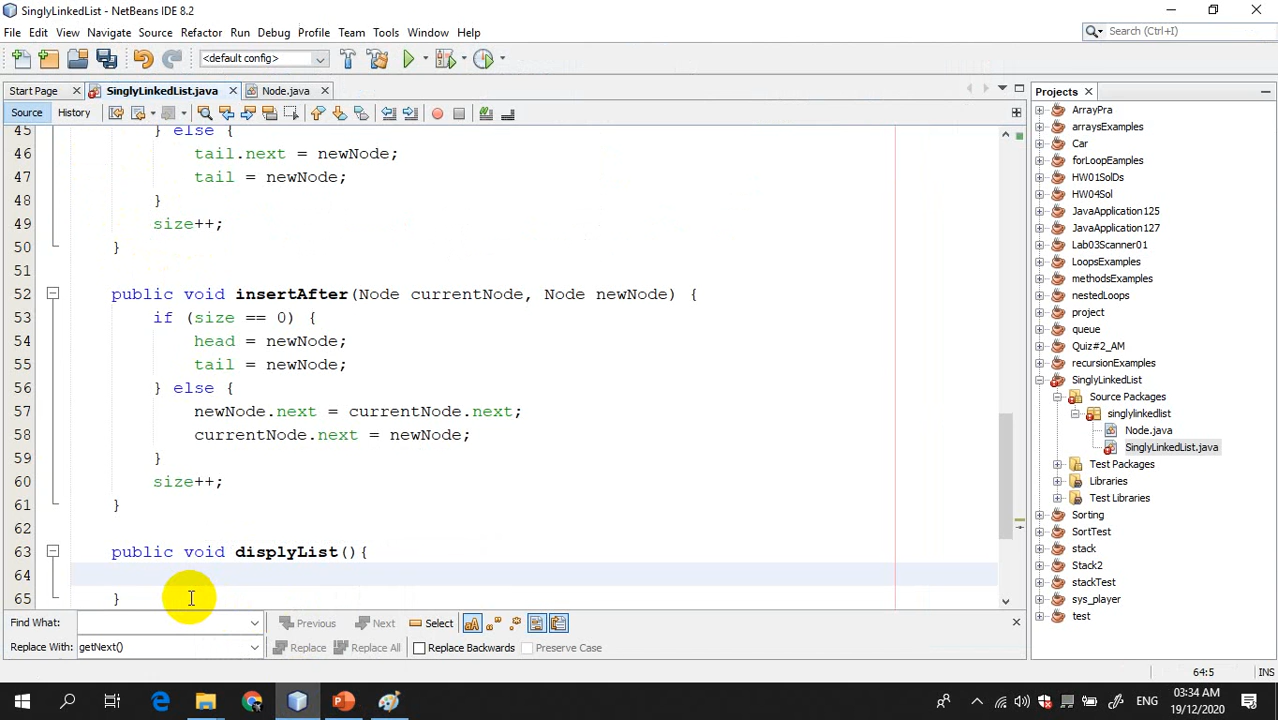 SinglyLinkedList - NetBeans IDE 8.2
File Edit View Navigate Source Refactor Run Debug Profile Team Tools Window Help
Search (Ctrl+I)
<default config>
Start Page SinglyLinkedList.java Node.java
Projects
Source History
45 } else {
46 tail.next = newNode;
47 tail = newNode;
48 }
49 size++;
50 }
51
52 public void insertAfter(Node currentNode, Node newNode) {
53 if (size == 0) {
54 head = newNode;
55 tail = newNode;
56 } else {
57 newNode.next = currentNode.next;
58 currentNode.next = newNode;
59 }
60 size++;
61 }
62
63 public void displyList(){
64
65 }
ArrayPra
arraysExamples
Car
forLoopEamples
HW01SolDs
HW04Sol
JavaApplication125
JavaApplication127
Lab03Scanner01
LoopsExamples
methodsExamples
nestedLoops
project
queue
Quiz#2_AM
recursionExamples
SinglyLinkedList
Source Packages
singlylinkedlist
Node.java
SinglyLinkedList.java
Test Packages
Libraries
Test Libraries
Sorting
SortTest
stack
Stack2
stackTest
sys_player
test
Find What: Previous Next Select
Replace With: getNext() Replace Replace All Replace Backwards Preserve Case
64:5 INS
ENG
03:34 AM
19/12/2020